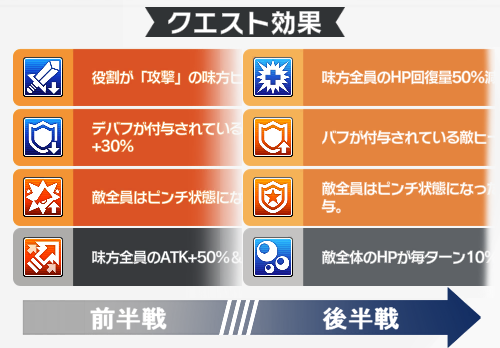 クエスト効果
役割が「攻撃」の味方
味方全員のHP回復量50%
デバフが付与されている
+30%
バフが付与されている敵ヒ
敵全員はピンチ状態にな
敵全員はピンチ状態になっ
与。
味方全員のATK+50%&
敵全体のHPが毎ターン10%
前半戦
後半戦